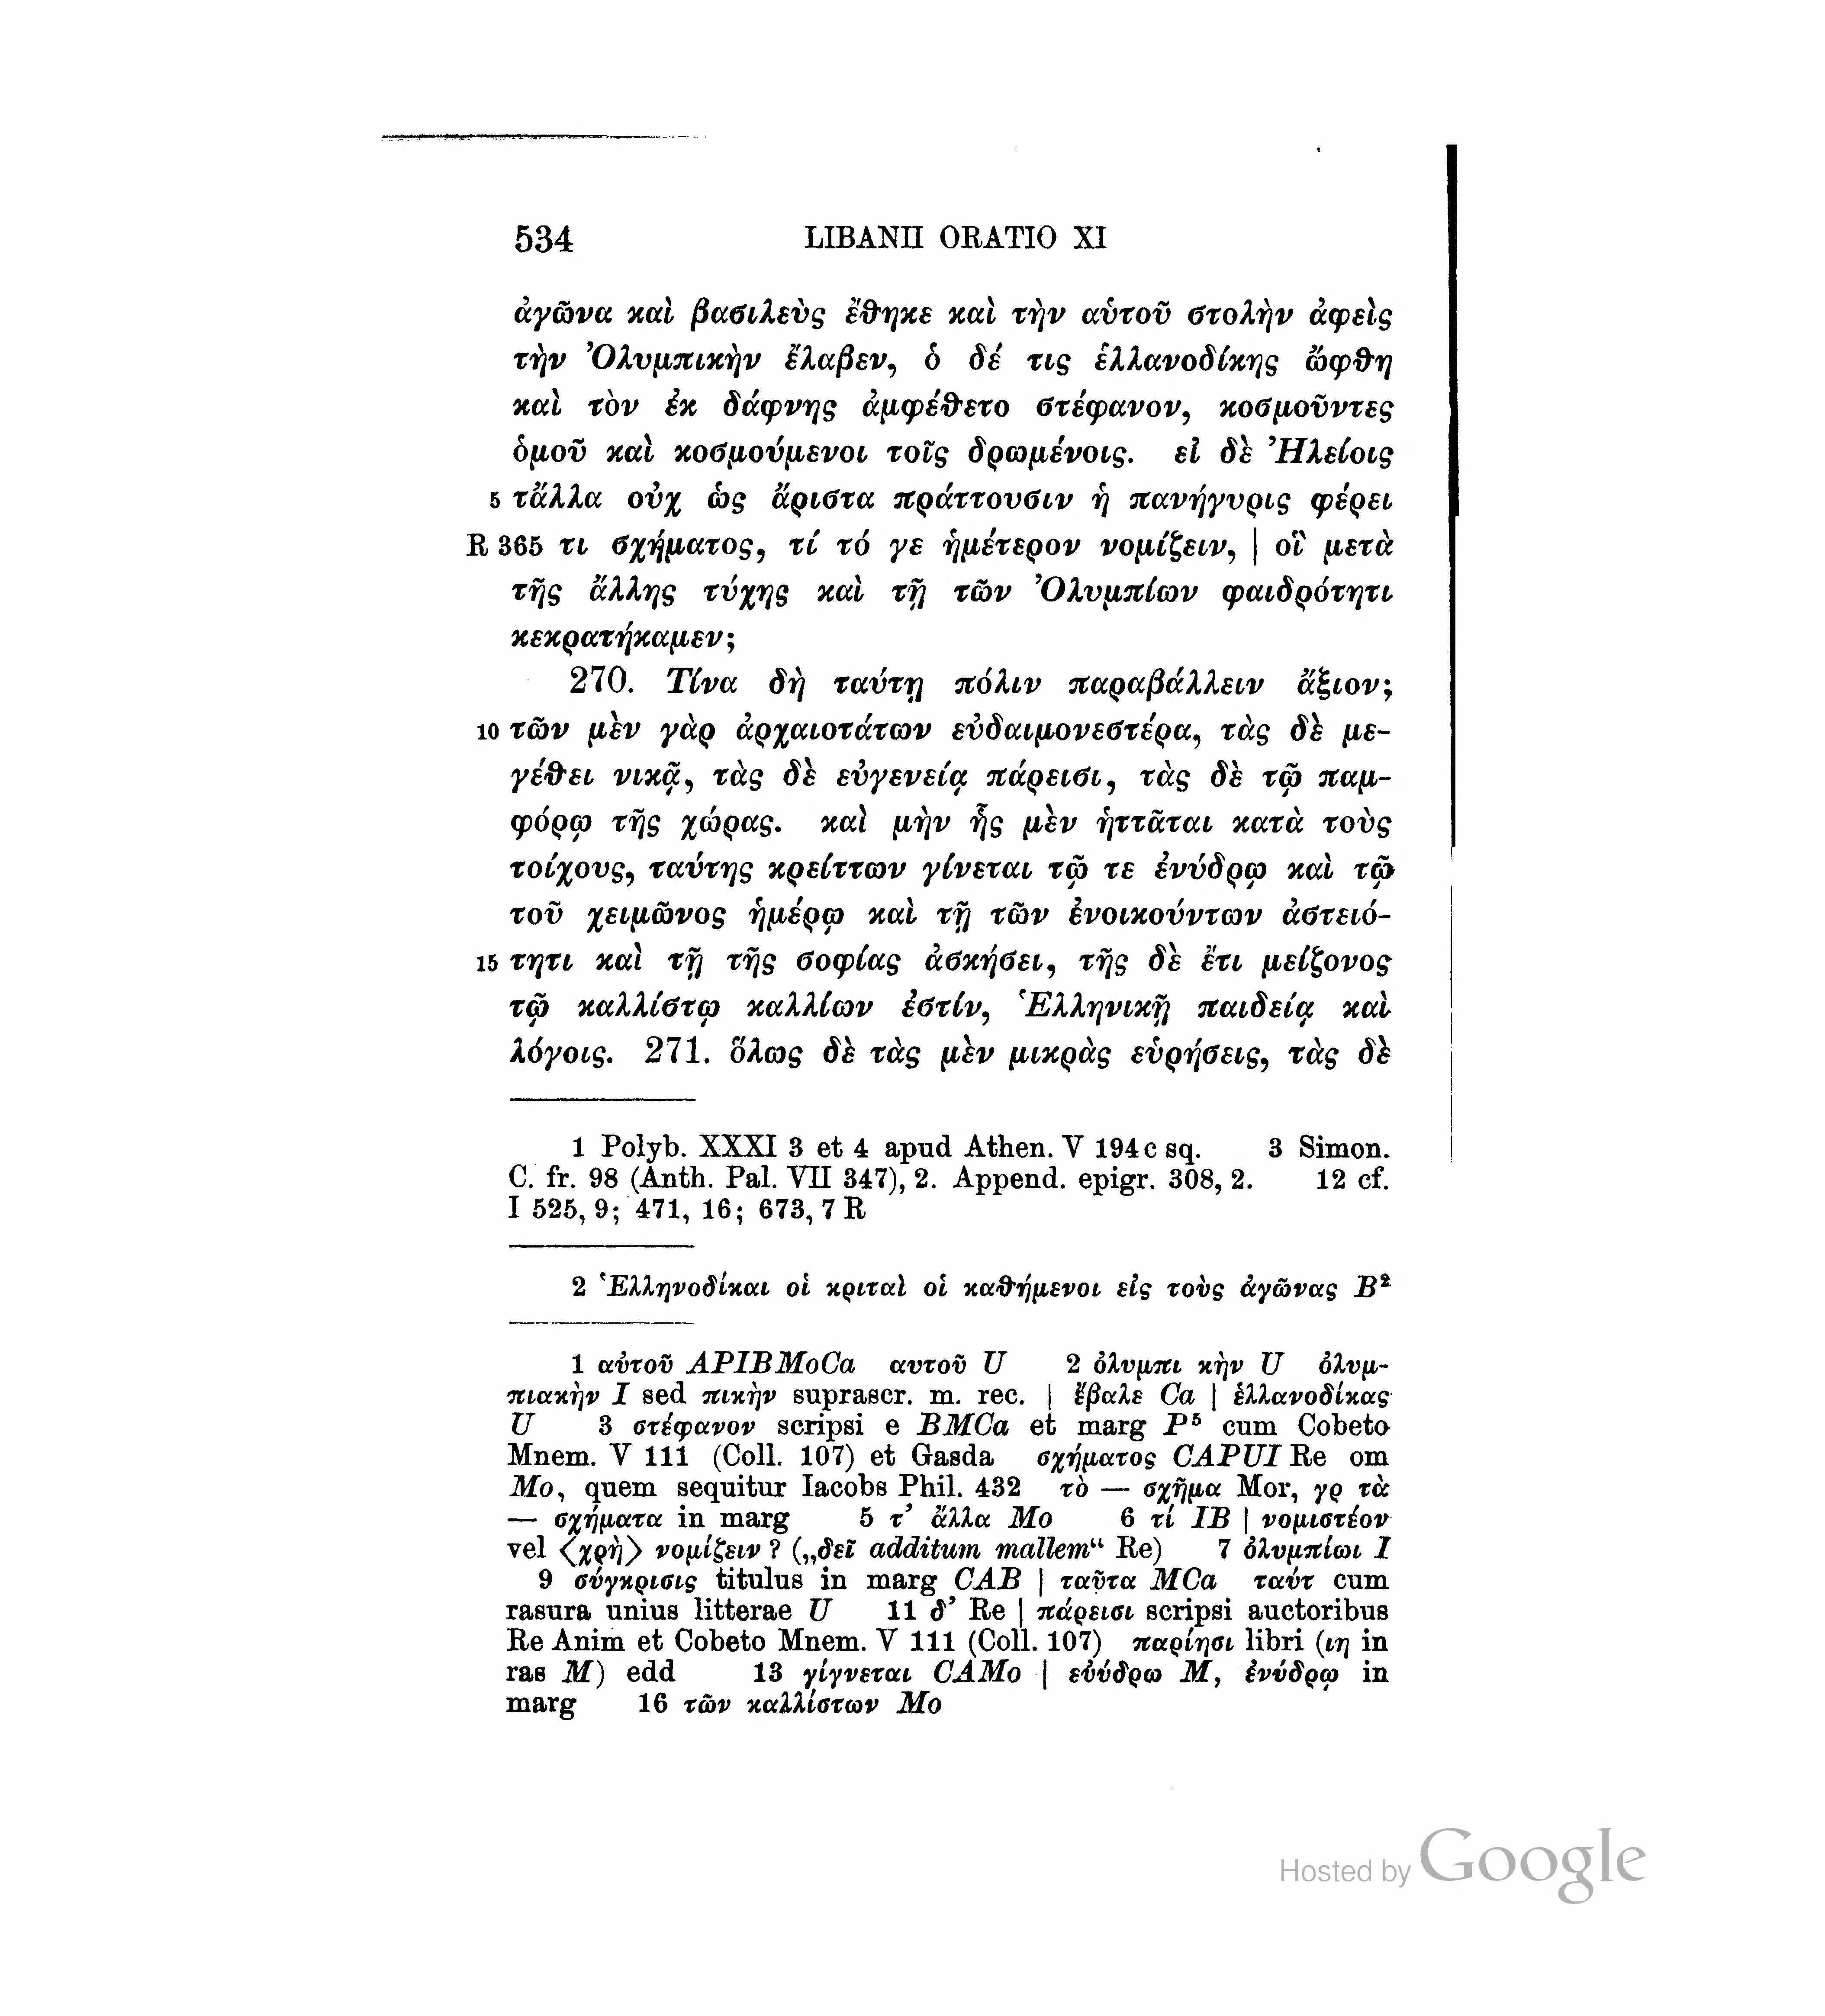 534 LIBANII ORATIO XI
ἀγῶνα καὶ βασιλεὺς ἔθηκε καὶ τὴν αὑτοῦ στολὴν ἀφεὶς
τὴν Ὀλυμπικὴν ἔλαβεν, ὁ δέ τις ἑλλανοδίκης ὤφθη
καὶ τὸν ἐκ δάφνης ἀμφέθετο στέφανον, κοσμοῦντες
ὁμοῦ καὶ κοσμούμενοι τοῖς δρωμένοις. εἰ δὲ Ἠλείοις
5 τἄλλα οὐχ ὡς ἄριστα πράττουσιν ἡ πανήγυρις φέρει
R 365 τι σχήματος, τί τό γε ἡμέτερον νομίζειν, | οἳ μετὰ
τῆς ἄλλης τύχης καὶ τῇ τῶν Ὀλυμπίων φαιδρότητι
κεκρατήκαμεν;
270. Τίνα δὴ ταύτῃ πόλιν παραβάλλειν ἄξιον;
10 τῶν μὲν γὰρ ἀρχαιοτάτων εὐδαιμονεστέρα, τὰς δὲ με-
γέθει νικᾷ, τὰς δὲ εὐγενείᾳ πάρεισι, τὰς δὲ τῷ παμ-
φόρῳ τῆς χώρας. καὶ μὴν ἧς μὲν ἡττᾶται κατὰ τοὺς
τοίχους, ταύτης κρείττων γίνεται τῷ τε ἐνύδρῳ καὶ τῷ
τοῦ χειμῶνος ἡμέρῳ καὶ τῇ τῶν ἐνοικούντων ἀστειό-
15 τητι καὶ τῇ τῆς σοφίας ἀσκήσει, τῆς δὲ ἔτι μείζονος
τῷ καλλίστῳ καλλίων ἐστίν, Ἑλληνικῇ παιδείᾳ καὶ
λόγοις. 271. ὅλως δὲ τὰς μὲν μικρὰς εὑρήσεις, τὰς δὲ
1 Polyb. XXXI 3 et 4 apud Athen. V 194 c sq. 3 Simon.
C. fr. 98 (Anth. Pal. VII 347), 2. Append. epigr. 308, 2. 12 cf.
I 525, 9; 471, 16; 673, 7 R
2 Ἑλληνοδίκαι οἱ κριταὶ οἱ καθήμενοι εἰς τοὺς ἀγῶνας B²
1 αὐτοῦ APIBMoCa αυτοῦ U 2 ὀλυμπι κὴν U ὀλυμ-
πιακὴν I sed πικὴν suprascr. m. rec. | ἔβαλε Ca | ἑλλανοδίκας
U 3 στέφανον scripsi e BMCa et marg P⁵ cum Cobeto
Mnem. V 111 (Coll. 107) et Gasda σχήματος CAPUI Re om
Mo, quem sequitur Iacobs Phil. 432 τὸ — σχῆμα Mor, γρ τὰ
— σχήματα in marg 5 τ’ ἄλλα Mo 6 τί IB | νομιστέον
vel ⟨χρὴ⟩ νομίζειν? („δεῖ additum mallem“ Re) 7 ὀλυμπίωι I
9 σύγκρισις titulus in marg CAB | ταῦτα MCa ταύτ cum
rasura unius litterae U 11 δ’ Re | πάρεισι scripsi auctoribus
Re Anim et Cobeto Mnem. V 111 (Coll. 107) παρίησι libri (ιη in
ras M) edd 13 γίγνεται CAMo | εὐύδρω M, ἐνύδρῳ in
marg 16 τῶν καλλίστων Mo
Hosted by Google